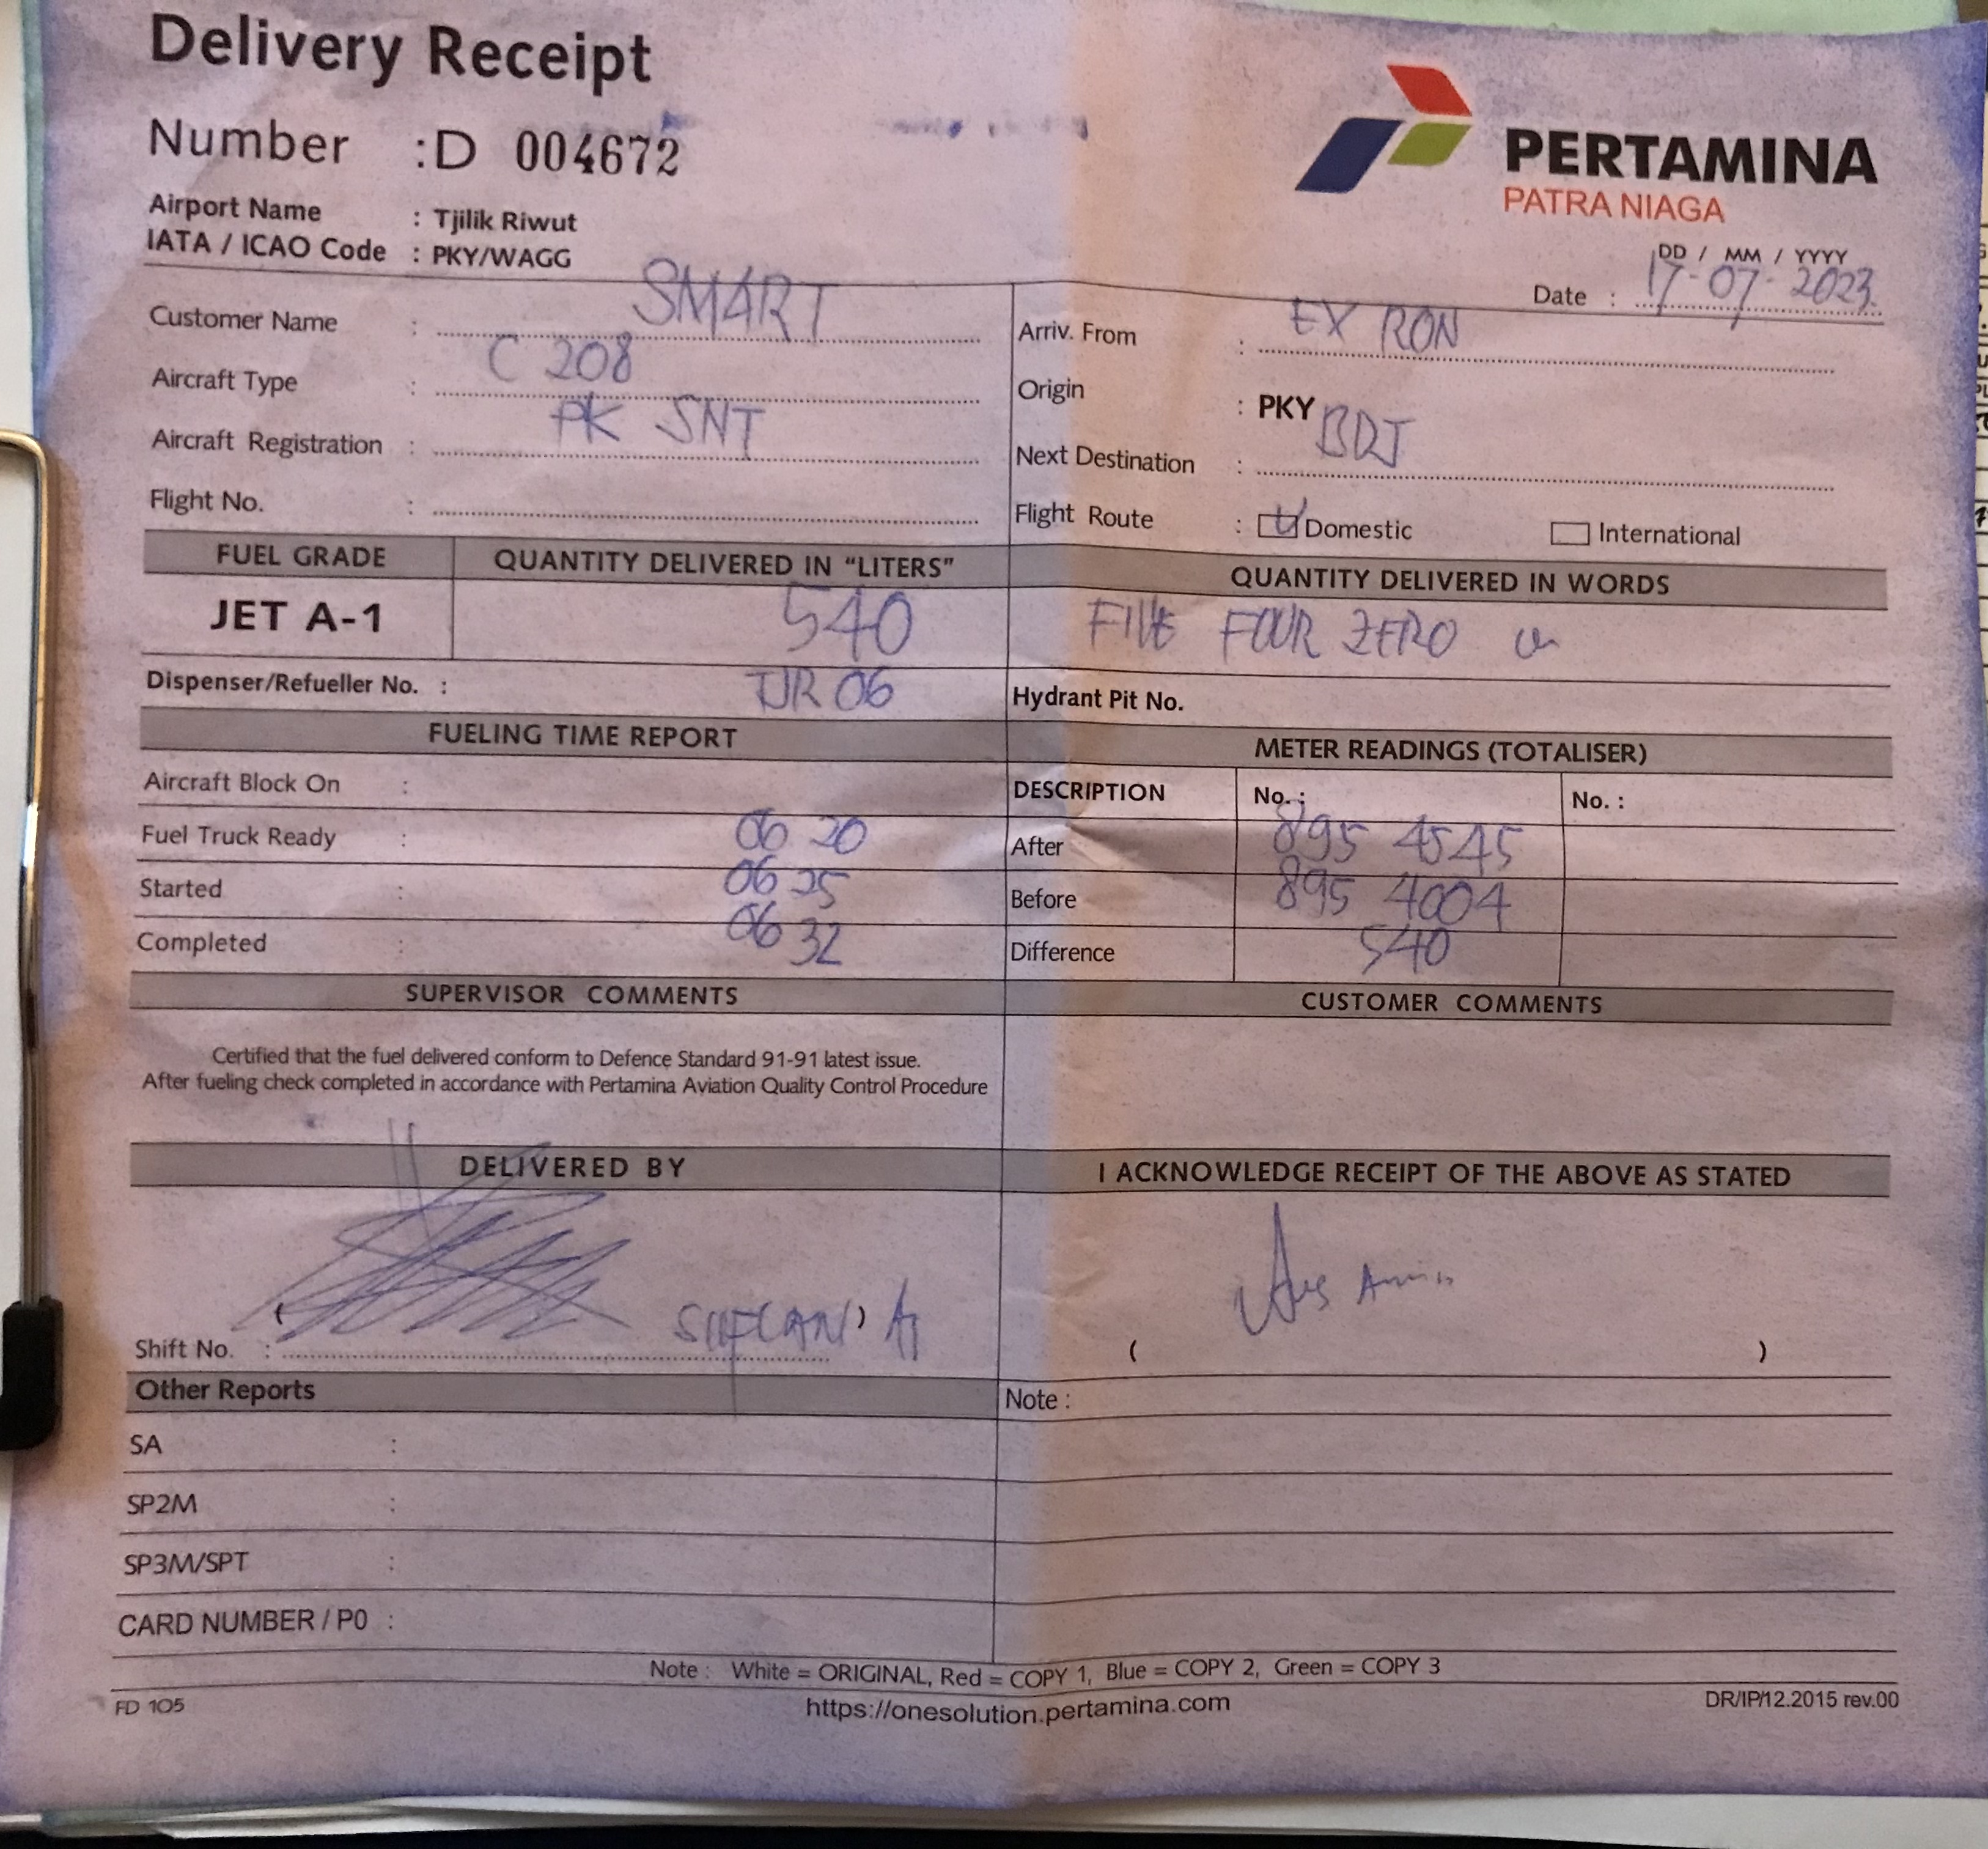 Delivery Receipt
Number : D 004672
PERTAMINA
PATRA NIAGA
Airport Name : Tjilik Riwut
IATA / ICAO Code : PKY/WAGG
DD / MM / YYYY
Date : 17-07-2023
Customer Name : SMART
Aircraft Type : C 208
Aircraft Registration : PK SNT
Flight No. :
Arriv. From : EX RON
Origin : PKY
Next Destination :
Flight Route : Domestic International
FUEL GRADE QUANTITY DELIVERED IN “LITERS” QUANTITY DELIVERED IN WORDS
JET A-1 540 FIVE FOUR ZERO
Dispenser/Refueller No. : 06 Hydrant Pit No.
FUELING TIME REPORT
Aircraft Block On :
Fuel Truck Ready : 06 20
Started : 06 25
Completed : 06 32
METER READINGS (TOTALISER)
DESCRIPTION No. : No. :
After 895 4545
Before 895 4004
Difference 540
SUPERVISOR COMMENTS
Certified that the fuel delivered conform to Defence Standard 91-91 latest issue.
After fueling check completed in accordance with Pertamina Aviation Quality Control Procedure
CUSTOMER COMMENTS
DELIVERED BY
( )
Shift No. :
I ACKNOWLEDGE RECEIPT OF THE ABOVE AS STATED
( )
Other Reports
SA :
SP2M :
SP3M/SPT :
CARD NUMBER / P0 :
Note :
Note : White = ORIGINAL, Red = COPY 1, Blue = COPY 2, Green = COPY 3
FD 105 https://onesolution.pertamina.com DR/IP/12.2015 rev.00